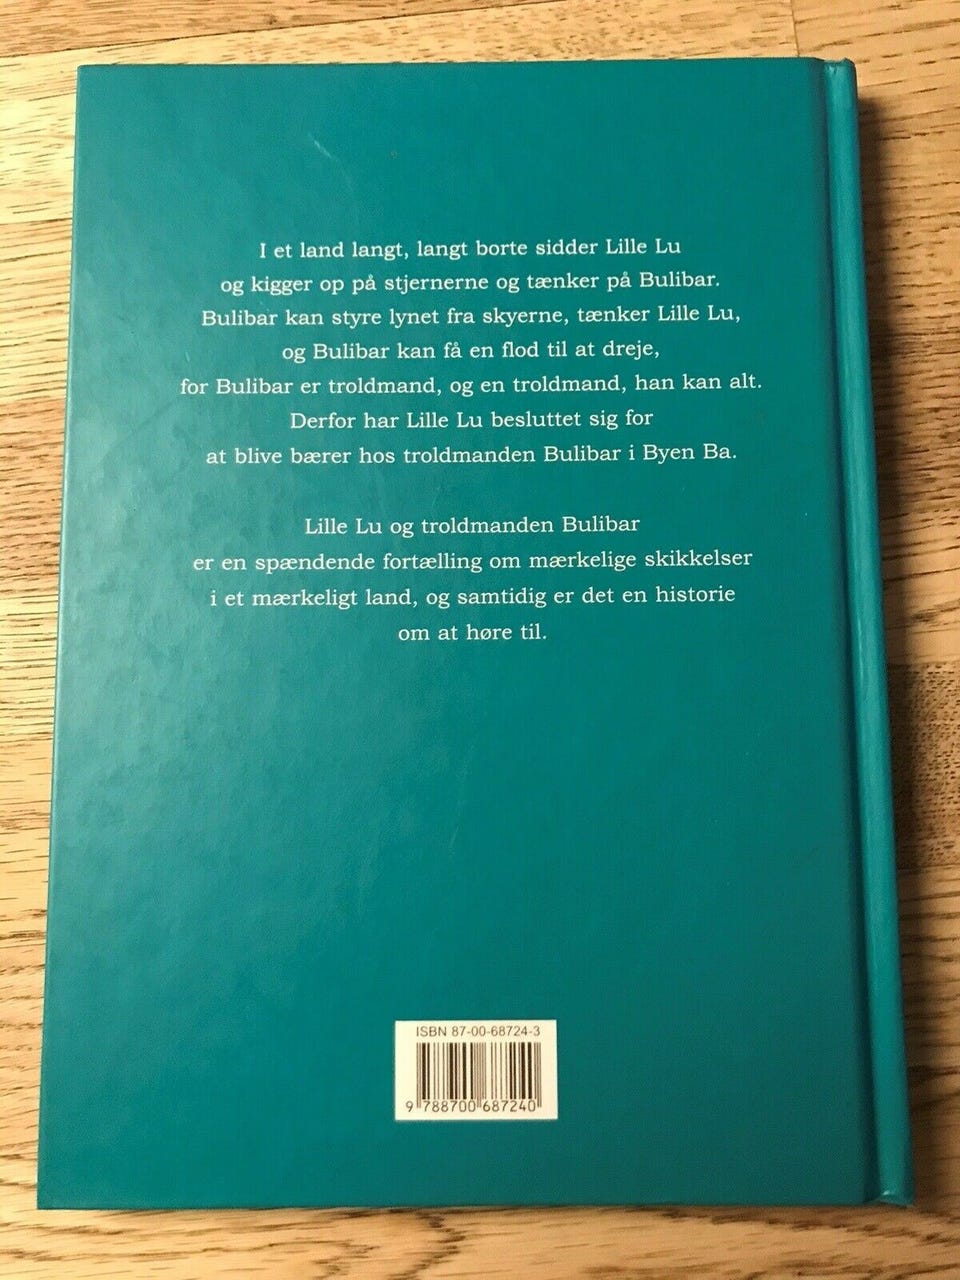 I et land langt, langt borte sidder Lille Lu
og kigger op på stjernerne og tænker på Bulibar.
Bulibar kan styre lynet fra skyerne, tænker Lille Lu,
og Bulibar kan få en flod til at dreje,
for Bulibar er troldmand, og en troldmand, han kan alt.
Derfor har Lille Lu besluttet sig for
at blive bærer hos troldmanden Bulibar i Byen Ba.
Lille Lu og troldmanden Bulibar
er en spændende fortælling om mærkelige skikkelser
i et mærkeligt land, og samtidig er det en historie
om at høre til.
ISBN 87-00-68724-3
9 788700 687240